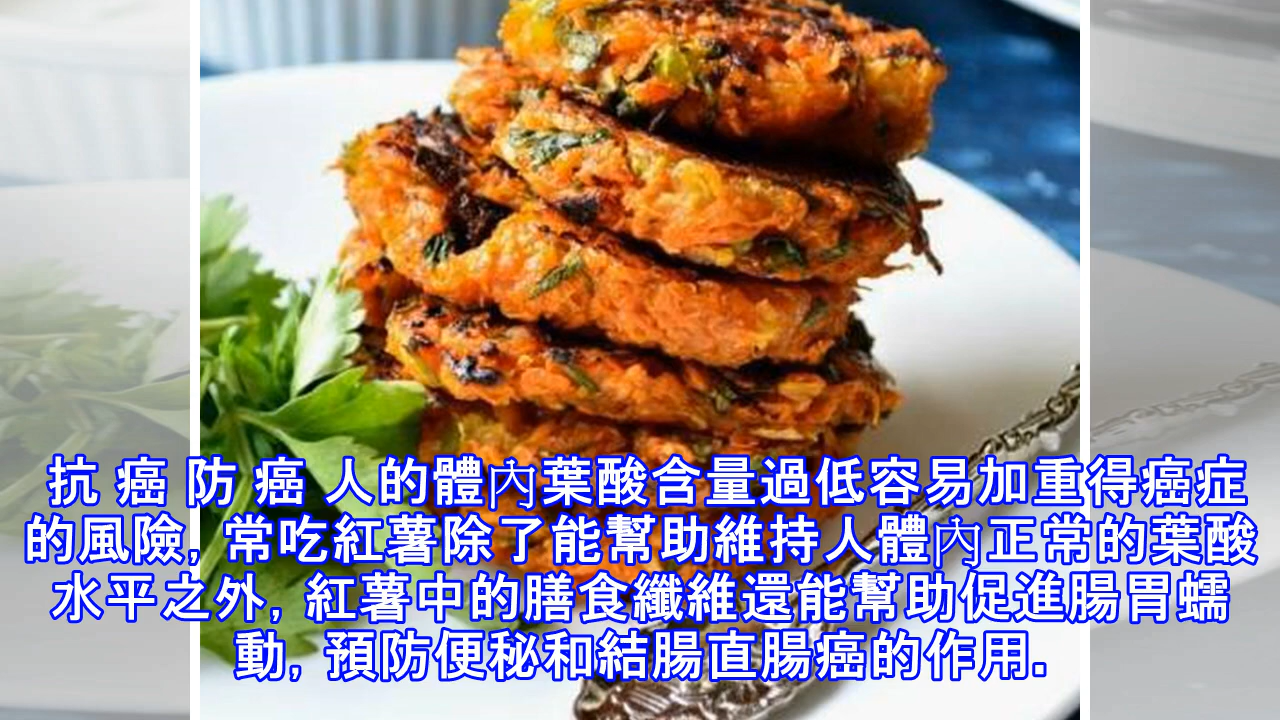 抗 癌 防 癌 人的體內葉酸含量過低容易加重得癌症
的風險, 常吃紅薯除了能幫助維持人體內正常的葉酸
水平之外, 紅薯中的膳食纖維還能幫助促進腸胃蠕
動, 預防便秘和結腸直腸癌的作用.